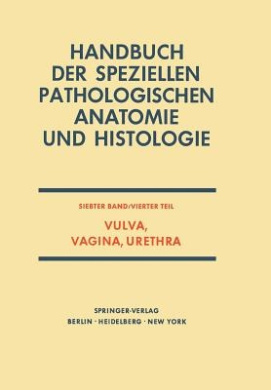 HANDBUCH
DER SPEZIELLEN
PATHOLOGISCHEN
ANATOMIE
UND HISTOLOGIE
SIEBTER BAND/VIERTER TEIL
VULVA,
VAGINA, URETHRA
SPRINGER-VERLAG
BERLIN · HEIDELBERG · NEW YORK